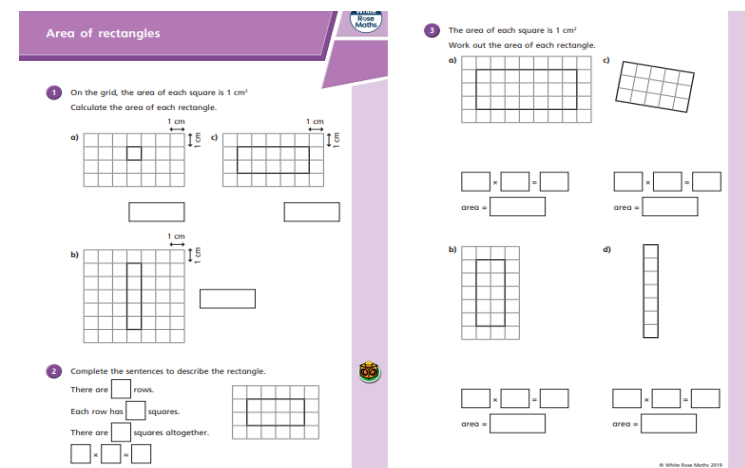 Area of rectangles
White
Rose
Maths
1 On the grid, the area of each square is 1 cm²
Calculate the area of each rectangle.
1 cm
1 cm
a)
1 cm
c)
1 cm
1 cm
b)
1 cm
2 Complete the sentences to describe the rectangle.
There are rows.
Each row has squares.
There are squares altogether.
× =
3 The area of each square is 1 cm²
Work out the area of each rectangle.
a)
c)
× =
× =
area =
area =
b)
d)
× =
× =
area =
area =
© White Rose Maths 2019